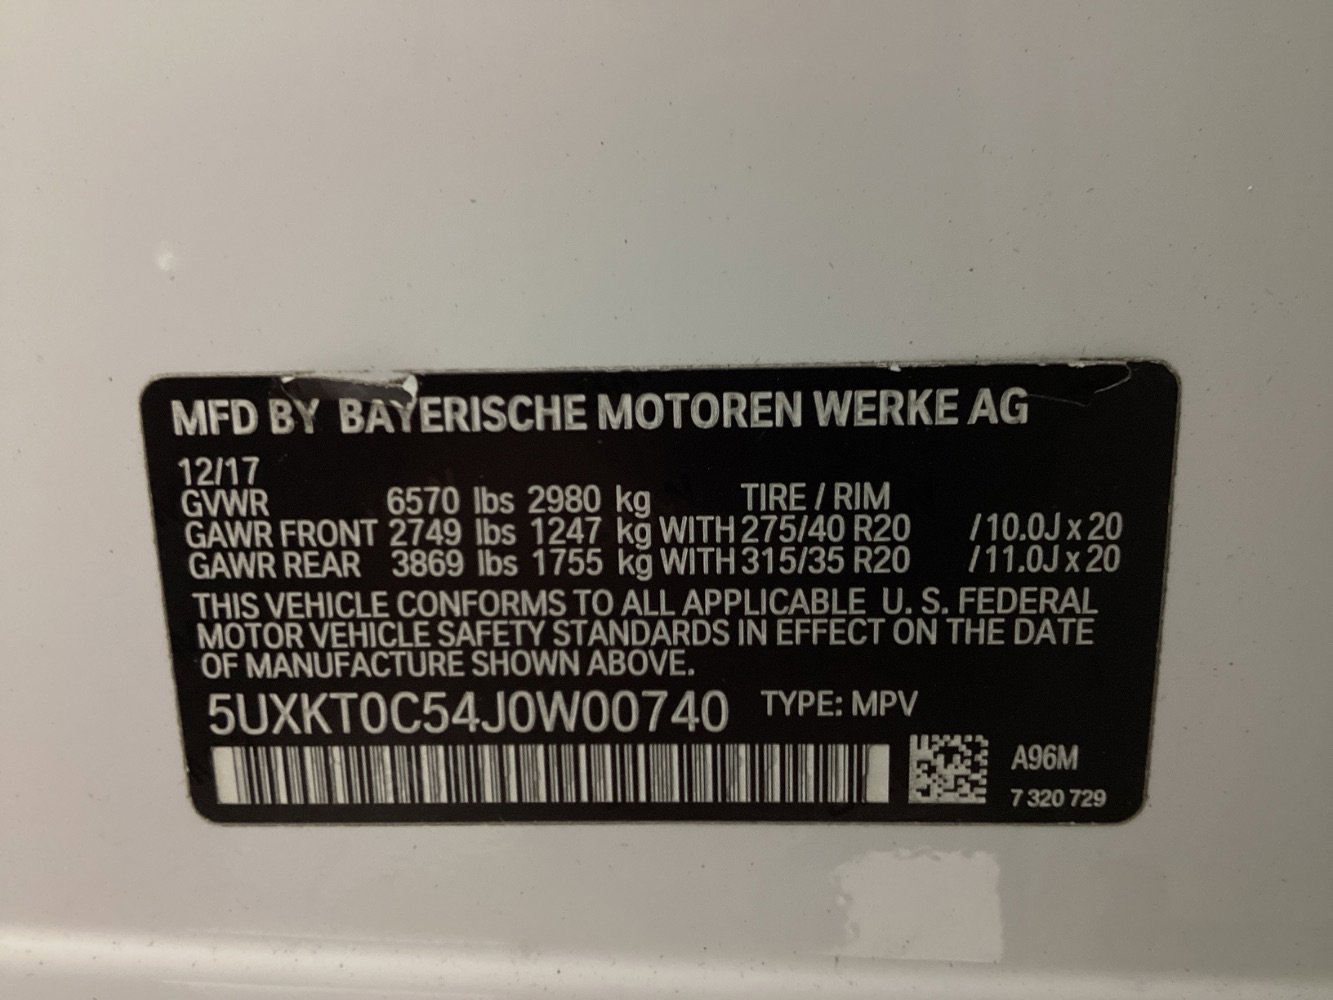 MFD BY BAYERISCHE MOTOREN WERKE AG
12/17
GVWR 6570 lbs 2980 kg TIRE / RIM
GAWR FRONT 2749 lbs 1247 kg WITH 275/40 R20 /10.0J x 20
GAWR REAR 3869 lbs 1755 kg WITH 315/35 R20 /11.0J x 20
THIS VEHICLE CONFORMS TO ALL APPLICABLE U. S. FEDERAL
MOTOR VEHICLE SAFETY STANDARDS IN EFFECT ON THE DATE
OF MANUFACTURE SHOWN ABOVE.
5UXKT0C54J0W00740 TYPE: MPV
A96M
7 320 729